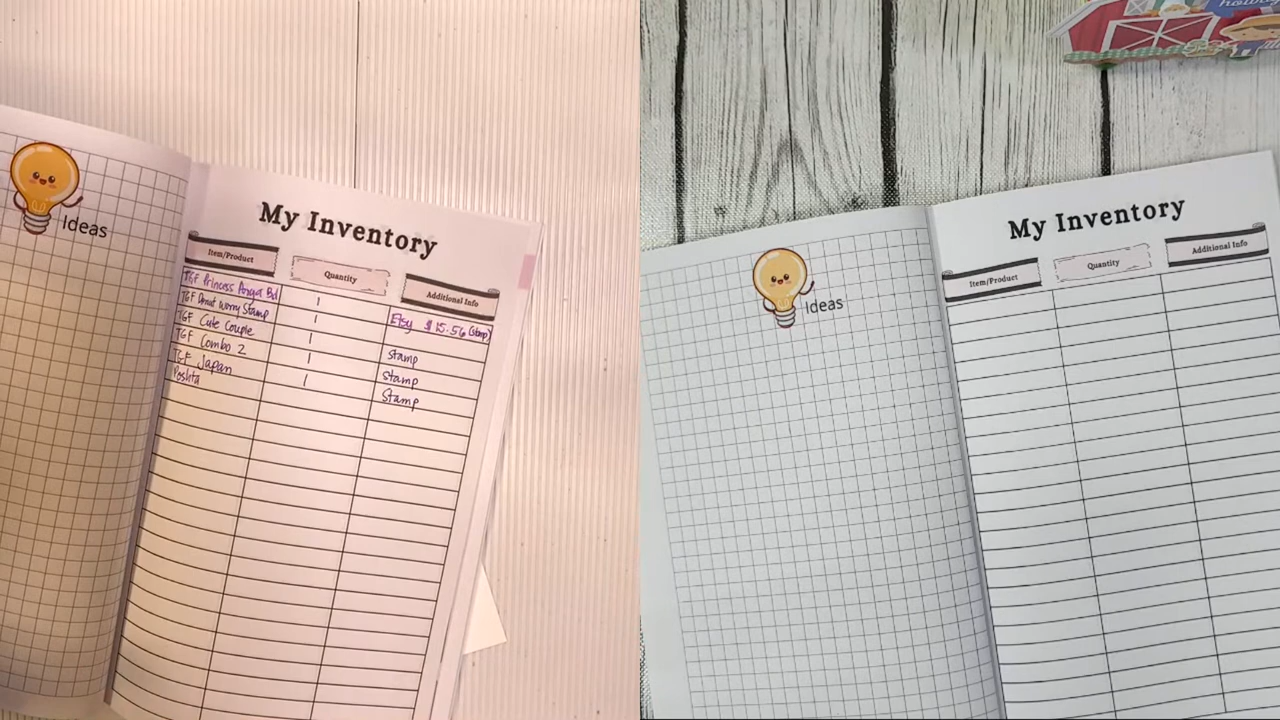 Ideas
My Inventory
Item/Product Quantity Additional Info
TGF Princess Bd 1 Etsy $15.56 (stamp)
TGF Donut Worry Stamp 1
TGF Cute Couple 1 Stamp
TGF Combo 2 1 Stamp
TGF Japan 1 Stamp
Poshta
Ideas
My Inventory
Item/Product Quantity Additional Info